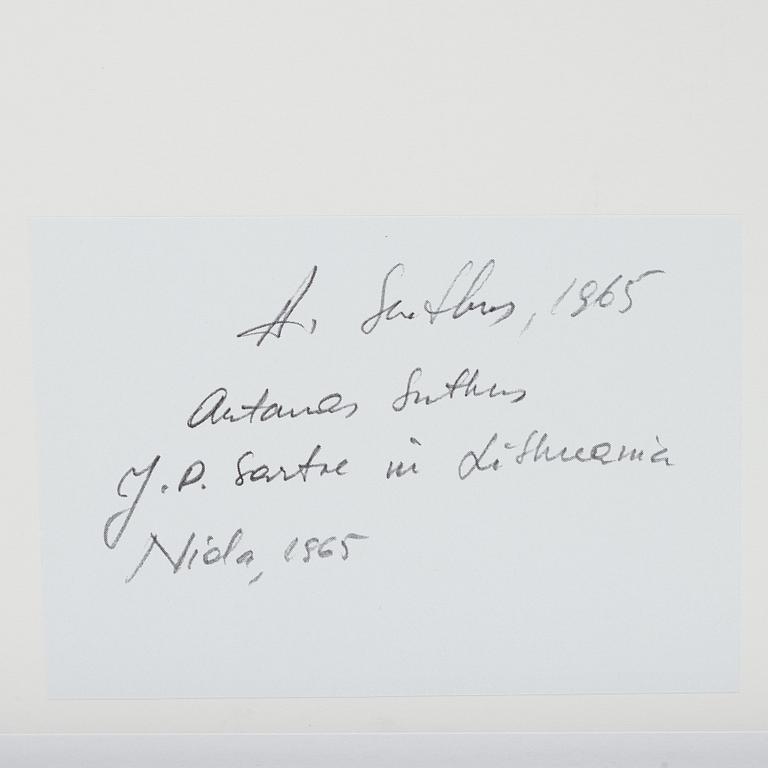 A. Sutkus, 1965
Antanas Sutkus
J.P. Sartre in Lithuania
Nida, 1965